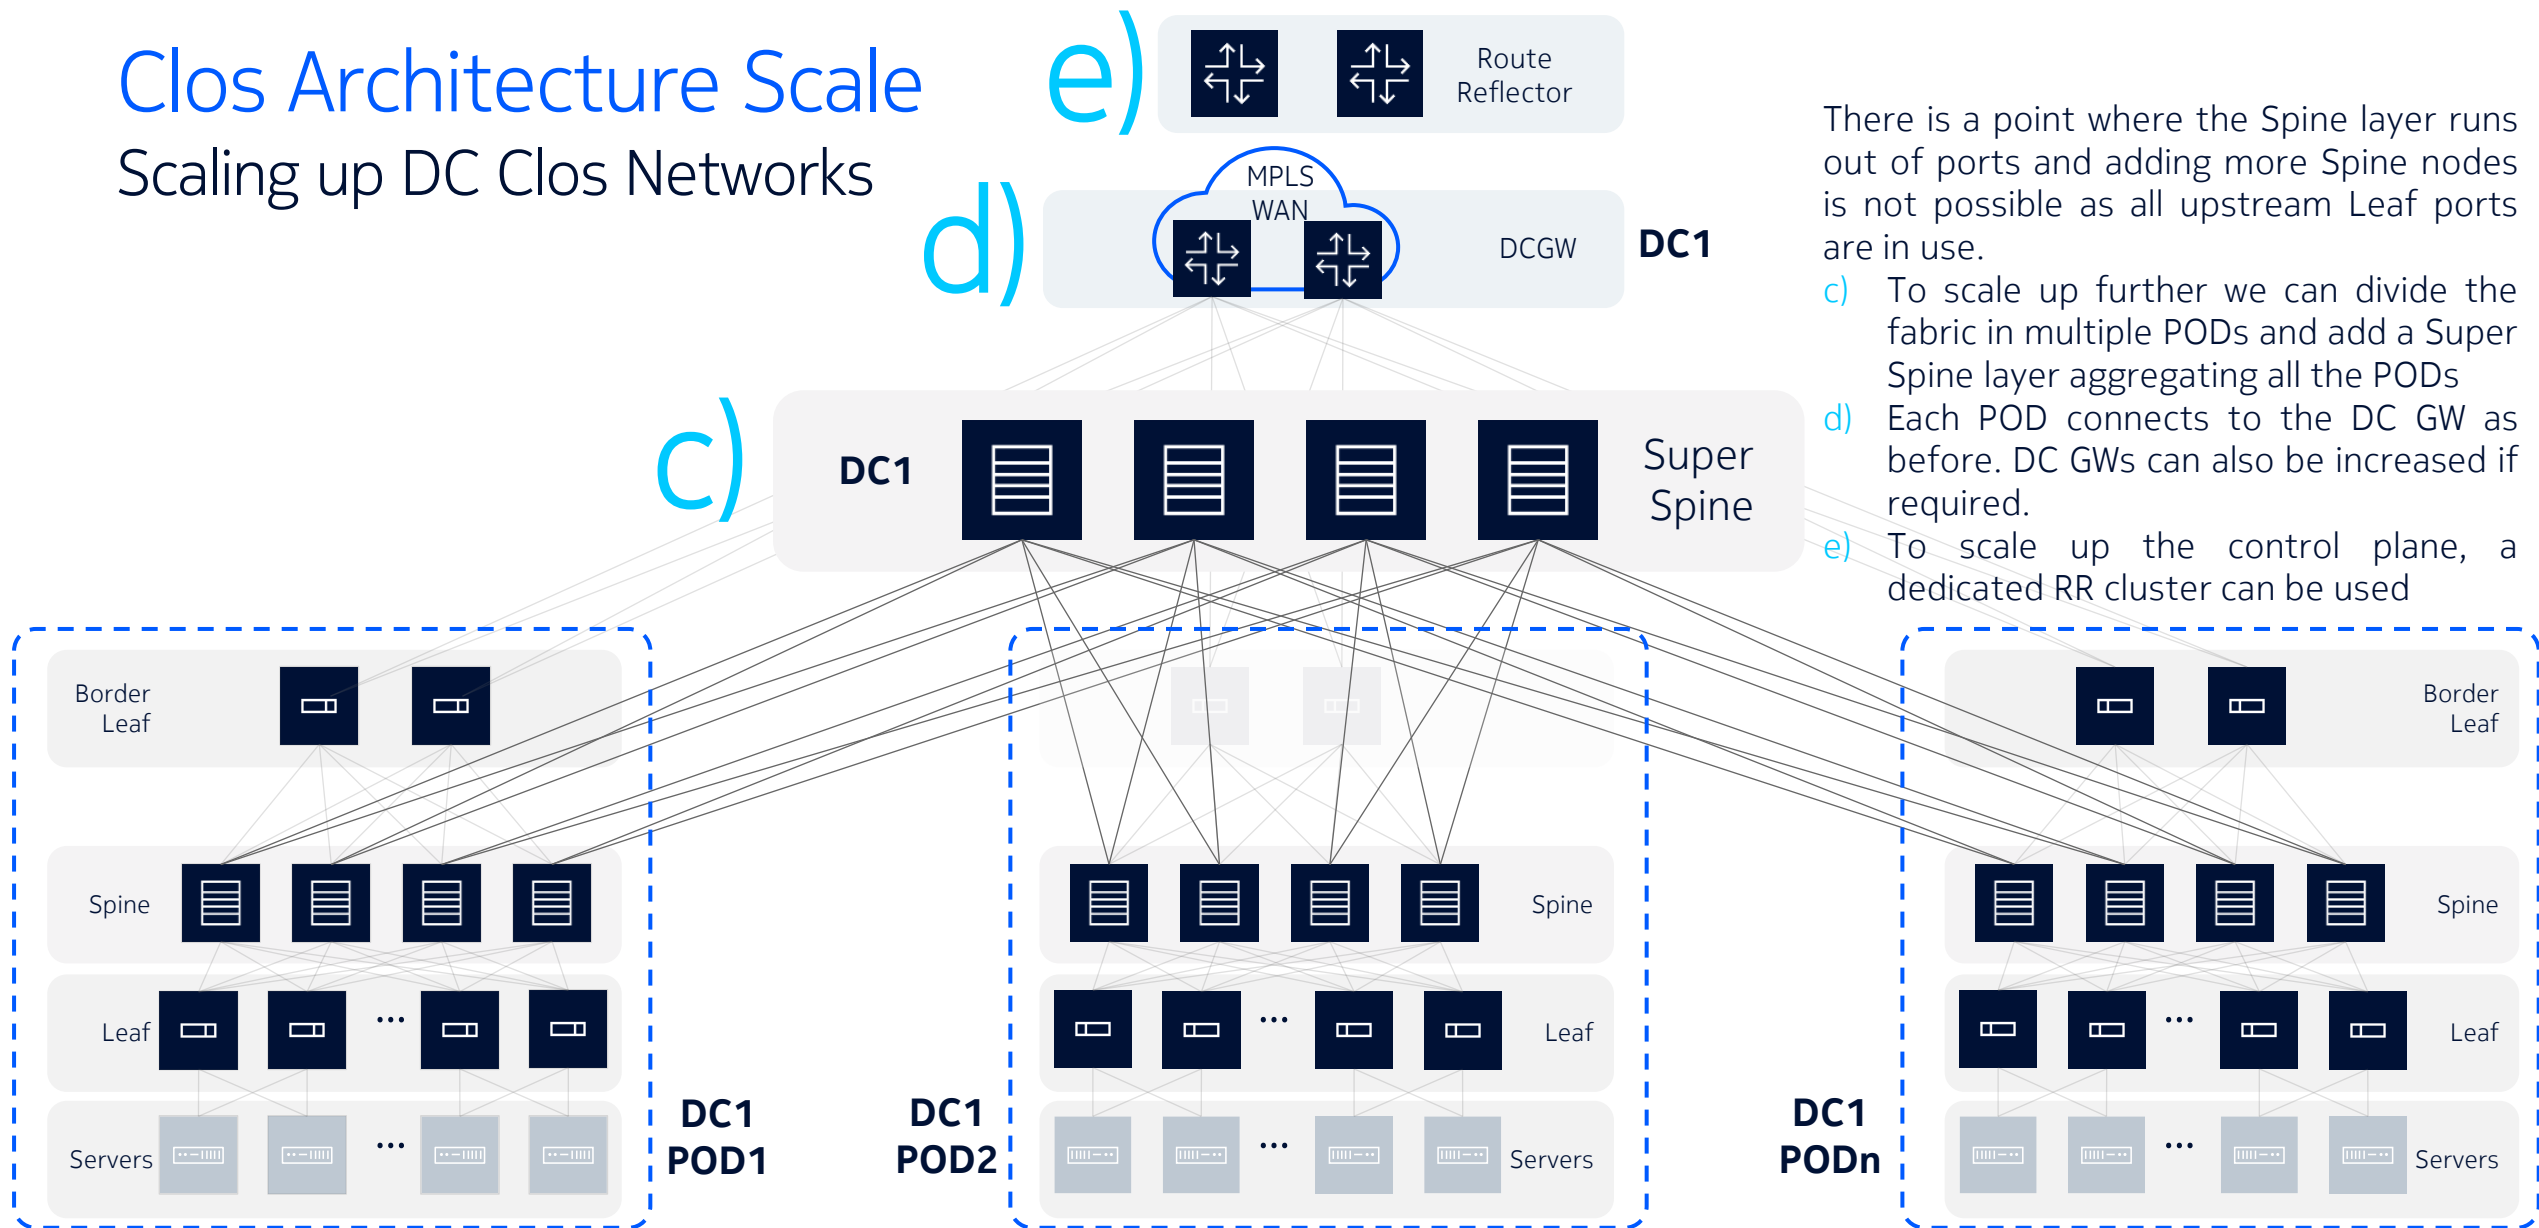 Clos Architecture Scale
Scaling up DC Clos Networks
e)
Route
Reflector
d)
MPLS
WAN
DCGW
DC1
There is a point where the Spine layer runs
out of ports and adding more Spine nodes
is not possible as all upstream Leaf ports
are in use.
c) To scale up further we can divide the
fabric in multiple PODs and add a Super
Spine layer aggregating all the PODs
d) Each POD connects to the DC GW as
before. DC GWs can also be increased if
required.
e) To scale up the control plane, a
dedicated RR cluster can be used
c)
DC1
Super
Spine
Border
Leaf
Spine
Leaf
...
Servers
...
DC1
POD1
DC1
POD2
Spine
...
Leaf
...
Servers
DC1
PODn
Border
Leaf
Spine
...
Leaf
...
Servers